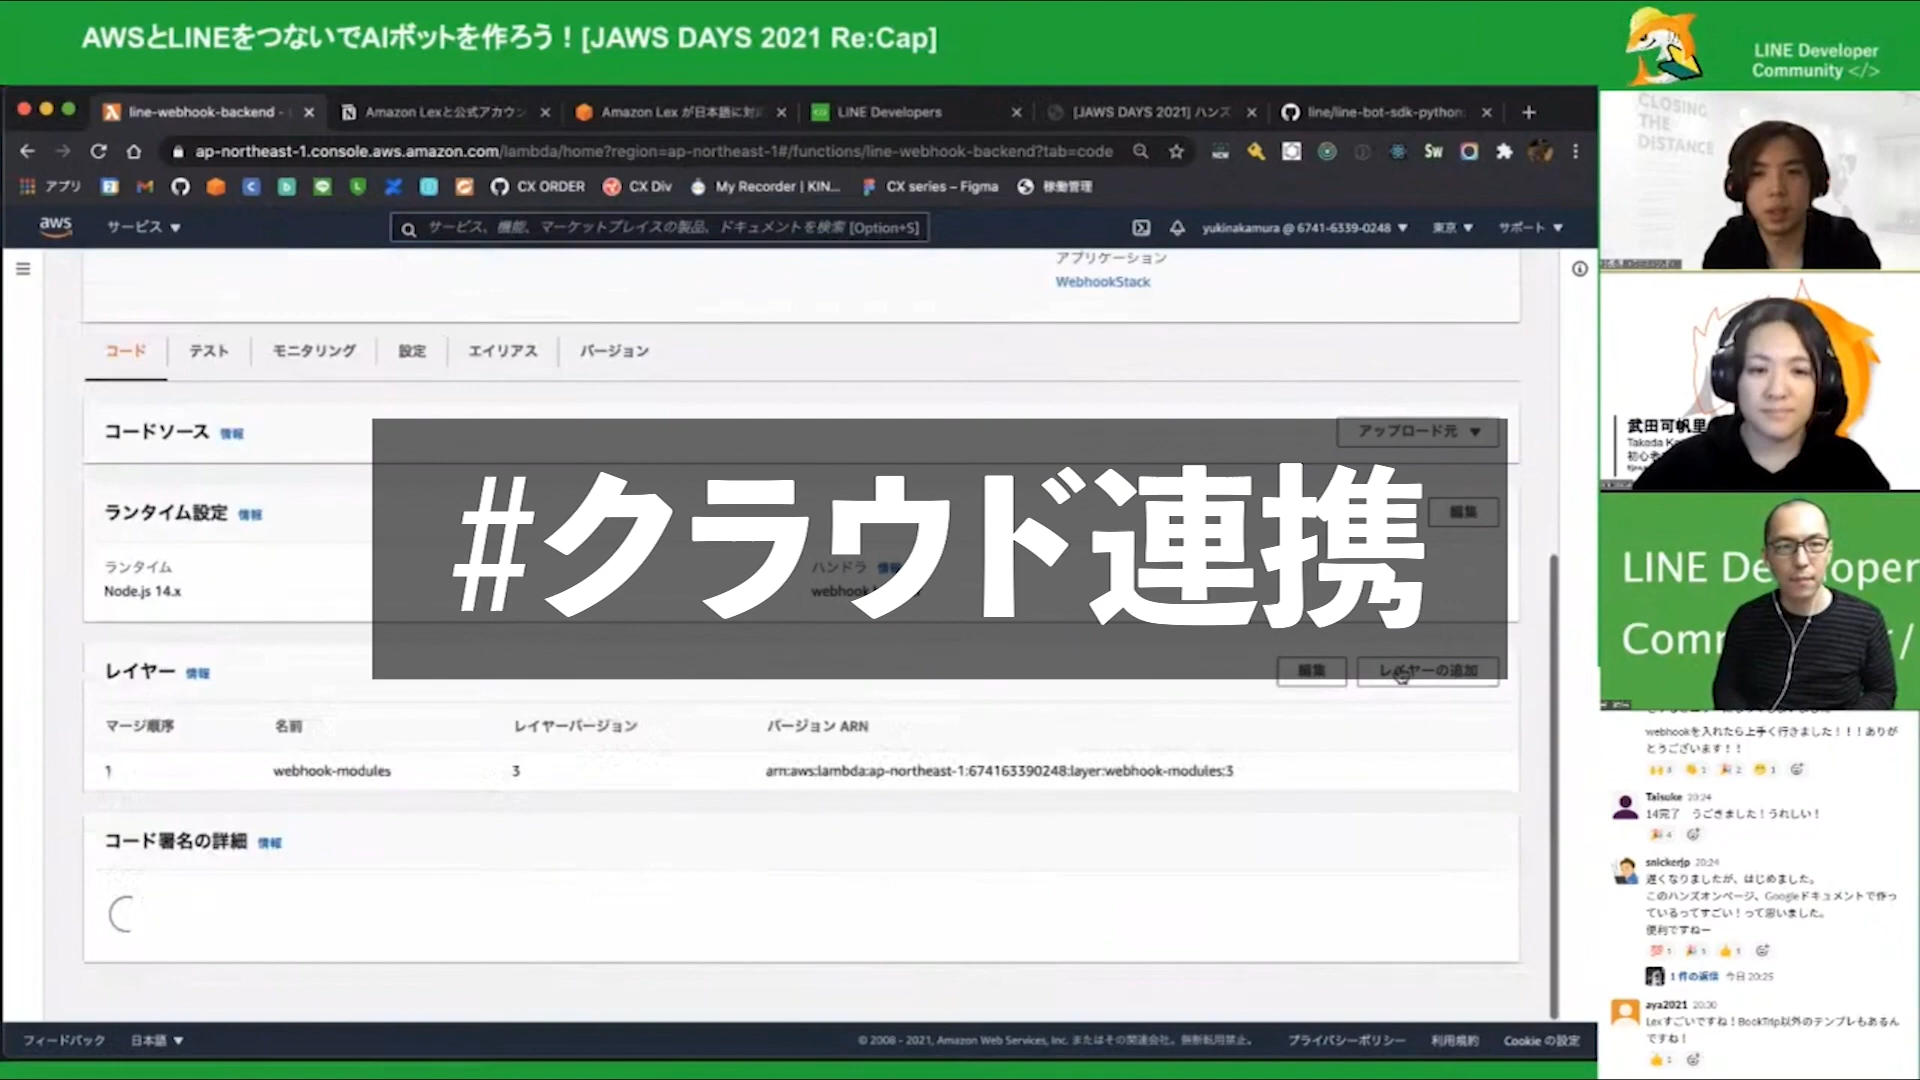 AWSとLINEをつないでAIボットを作ろう！[JAWS DAYS 2021 Re:Cap]
LINE Developer
Community </>
line-webhook-backend -
Amazon Lexと公式アカウン
Amazon Lex が日本語に対応
LINE Developers
[JAWS DAYS 2021] ハンズ
line/line-bot-sdk-python
ap-northeast-1.console.aws.amazon.com/lambda/home?region=ap-northeast-1#/functions/line-webhook-backend?tab=code
アプリ
CX ORDER
CX Div
My Recorder | KIN...
CX series – Figma
稼働管理
aws
サービス
サービス、機能、マーケットプレイスの製品、ドキュメントを検索 [Option+S]
yukinakamura @ 6741-6339-0248
東京
サポート
アプリケーション
WebhookStack
コード
テスト
モニタリング
設定
エイリアス
バージョン
コードソース 情報
アップロード元
ランタイム設定 情報
編集
#クラウド連携
ランタイム
Node.js 14.x
ハンドラ 情報
レイヤー 情報
編集
レイヤーの追加
マージ順序
名前
レイヤーバージョン
バージョン ARN
1
webhook-modules
3
arn:aws:lambda:ap-northeast-1:674163390248:layer:webhook-modules:3
コード署名の詳細 情報
フィードバック
日本語
© 2008 - 2021, Amazon Web Services, Inc. またはその関連会社。無断転用禁止。
プライバシーポリシー
利用規約
Cookie の設定
CLOSING
THE
DISTANCE
武田可帆里
初心者
LINE De
oper
Com
webhookを入れたら上手く行きました！！！ありが
とうございます！！
Taisuke 20:24
14完了 うごきました！うれしい！
snickerjp 20:24
遅くなりましたが、はじめました。
このハンズオンページ、Googleドキュメントで作っ
ているってすごい！って思いました。
便利ですねー
1 件の返信 今日 20:25
aya2021 20:30
Lexすごいですね！BookTrip以外のテンプレもあるん
ですね！